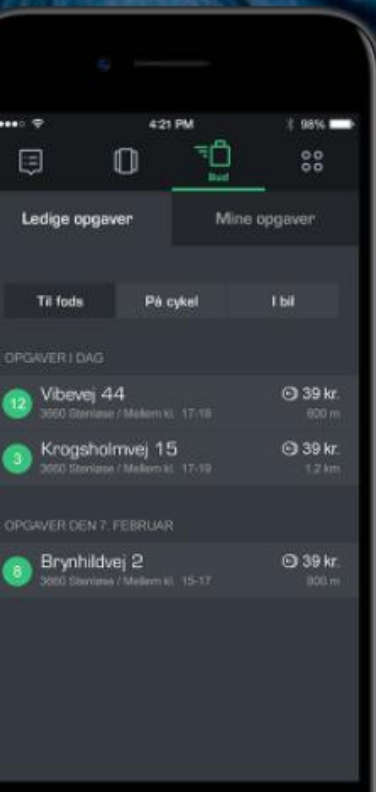 4:21 PM
98%
Bud
Ledige opgaver
Mine opgaver
Til fods
På cykel
I bil
OPGAVER I DAG
12
Vibevej 44
39 kr.
3660 Stenløse / Mellem kl. 17-19
600 m
3
Krogsholmvej 15
39 kr.
3660 Stenløse / Mellem kl. 17-19
1,2 km
OPGAVER DEN 7. FEBRUAR
8
Brynhildvej 2
39 kr.
3660 Stenløse / Mellem kl. 15-17
800 m